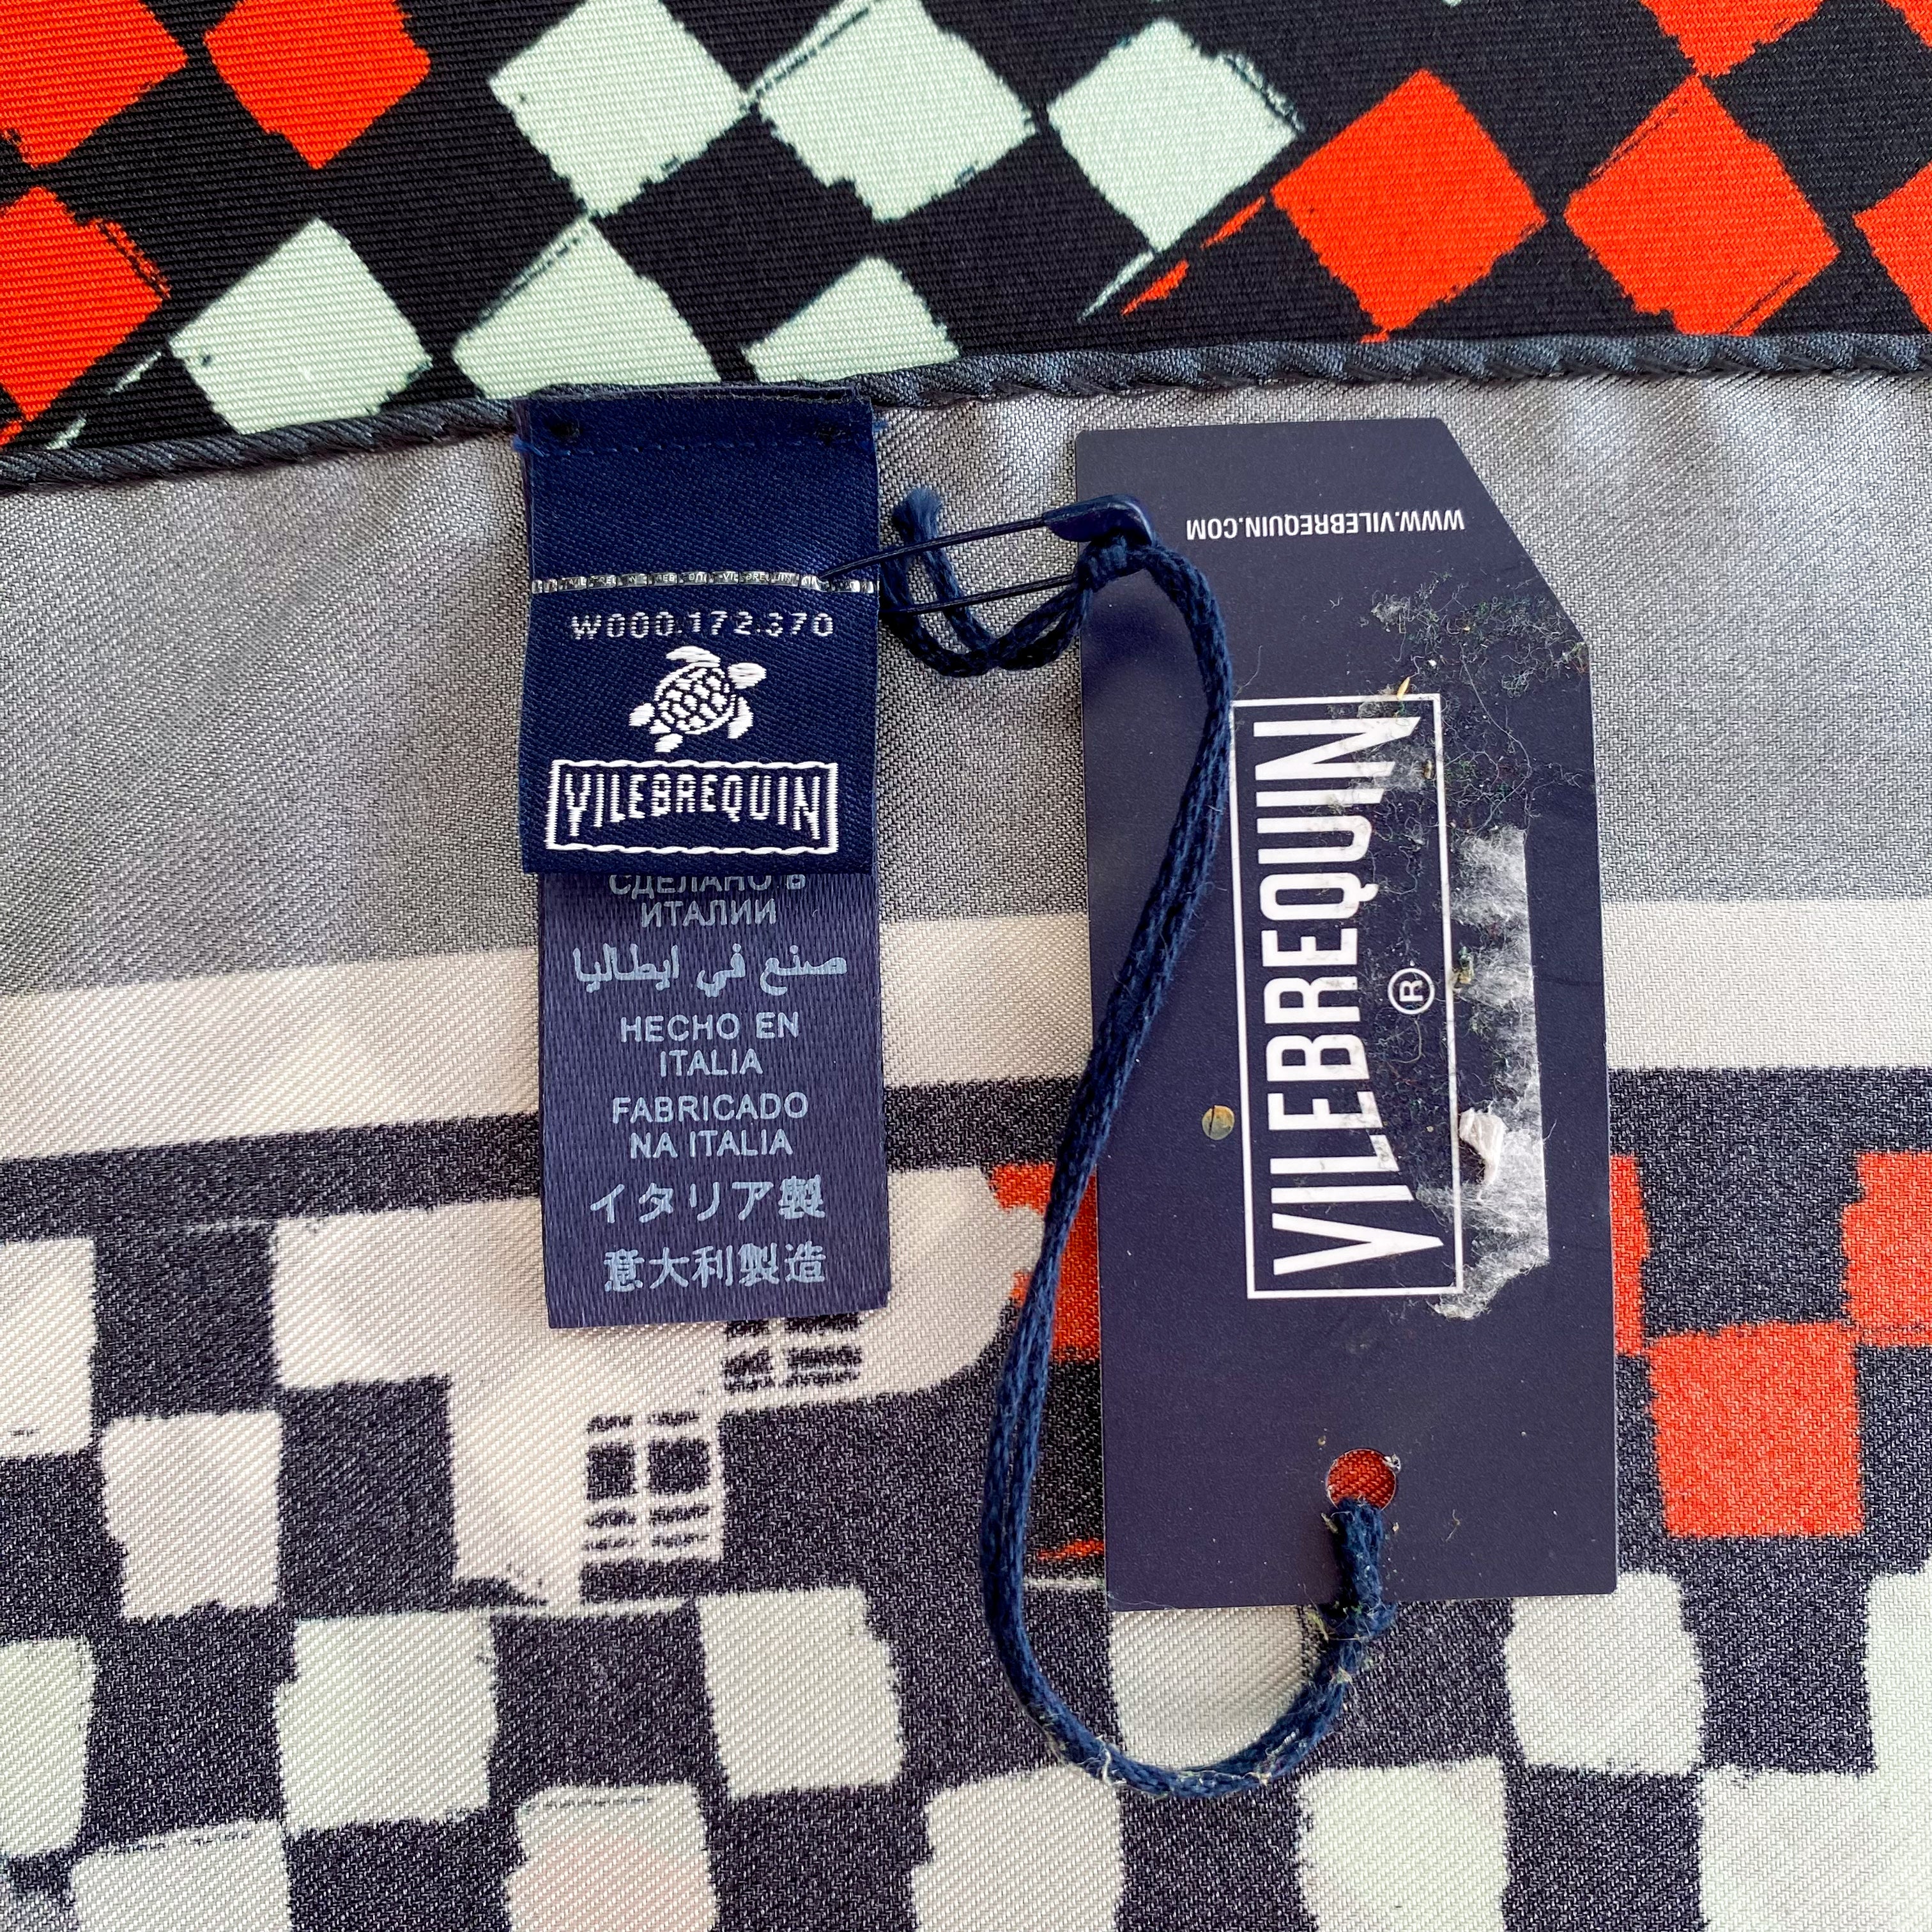 W000.172.370
VILEBREQUIN
СДЕЛАНО В
ИТАЛИИ
صنع في ايطاليا
HECHO EN
ITALIA
FABRICADO
NA ITALIA
イタリア製
意大利製造
WWW.VILEBREQUIN.COM
VILEBREQUIN
®